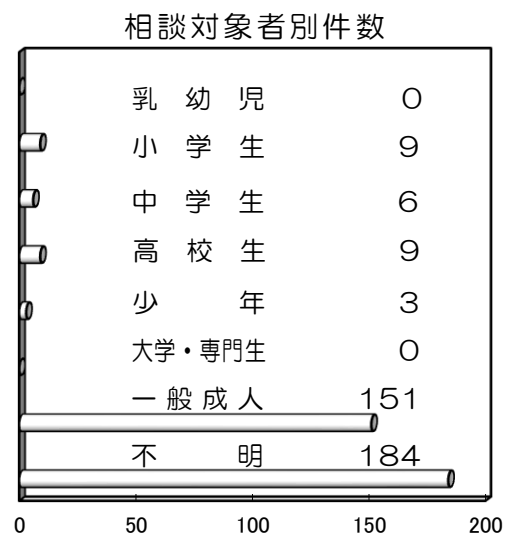 相談対象者別件数
乳幼児 0
小学生 9
中学生 6
高校生 9
少年 3
大学・専門生 0
一般成人 151
不明 184
0 50 100 150 200